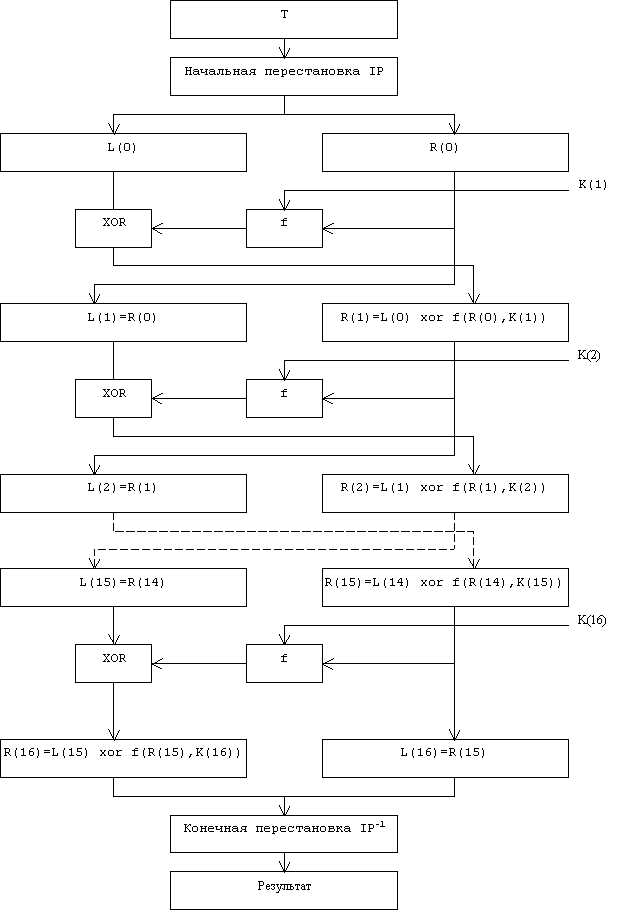 T
Начальная перестановка IP
L(0)
R(0)
K(1)
XOR
f
L(1)=R(0)
R(1)=L(0) xor f(R(0),K(1))
K(2)
XOR
f
L(2)=R(1)
R(2)=L(1) xor f(R(1),K(2))
L(15)=R(14)
R(15)=L(14) xor f(R(14),K(15))
K(16)
XOR
f
R(16)=L(15) xor f(R(15),K(16))
L(16)=R(15)
Конечная перестановка IP⁻¹
Результат